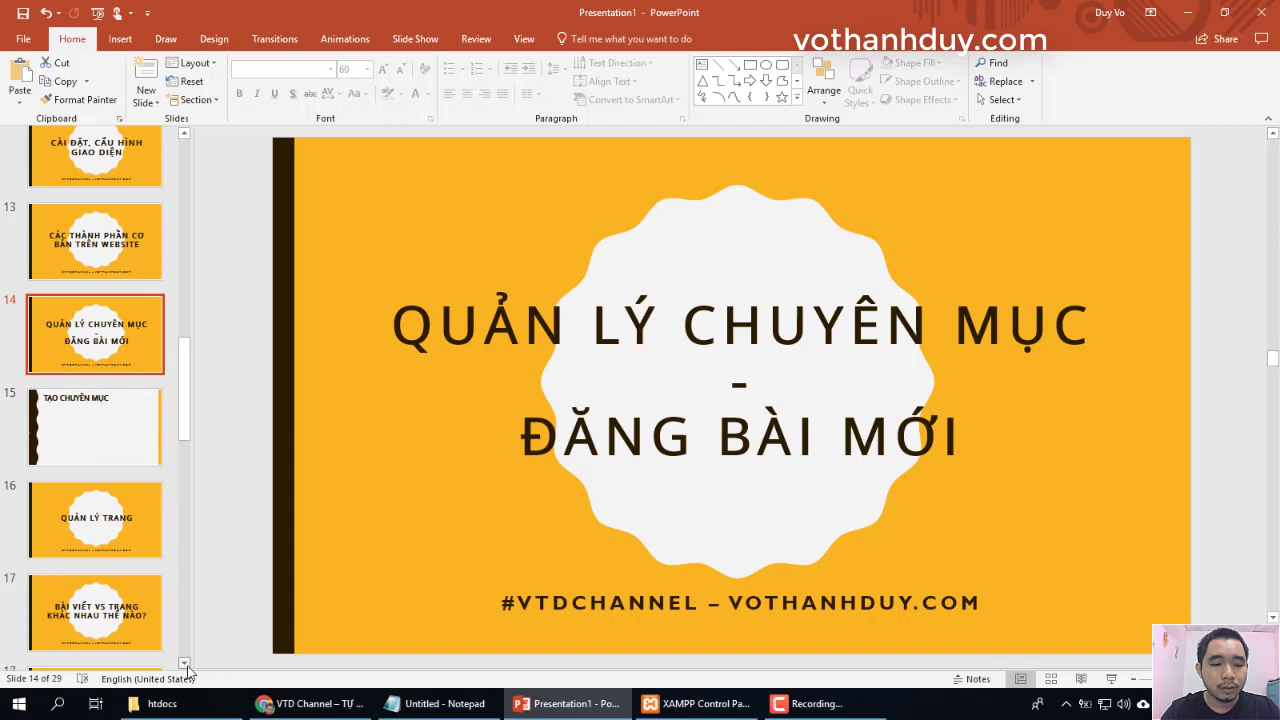 Presentation1 - PowerPoint
Duy Vo
vothanhduy.com
File Home Insert Draw Design Transitions Animations Slide Show Review View Tell me what you want to do
Share
Paste
Cut
Copy
Format Painter
Clipboard
New Slide
Layout
Reset
Section
Slides
60
B I U S abc AV Aa A
Font
Text Direction
Align Text
Convert to SmartArt
Paragraph
Arrange
Quick Styles
Shape Fill
Shape Outline
Shape Effects
Drawing
Find
Replace
Select
Editing
CÀI ĐẶT, CẤU HÌNH
GIAO DIỆN
13
CÁC THÀNH PHẦN CƠ
BẢN TRÊN WEBSITE
14
QUẢN LÝ CHUYÊN MỤC
-
ĐĂNG BÀI MỚI
15
TẠO CHUYÊN MỤC
16
QUẢN LÝ TRANG
17
BÀI VIẾT VS TRANG
KHÁC NHAU THẾ NÀO?
QUẢN LÝ CHUYÊN MỤC
-
ĐĂNG BÀI MỚI
#VTDCHANNEL – VOTHANHDUY.COM
Slide 14 of 29
English (United States)
Notes
htdocs
VTD Channel – TỰ ...
Untitled - Notepad
Presentation1 - Po...
XAMPP Control Pa...
Recording...